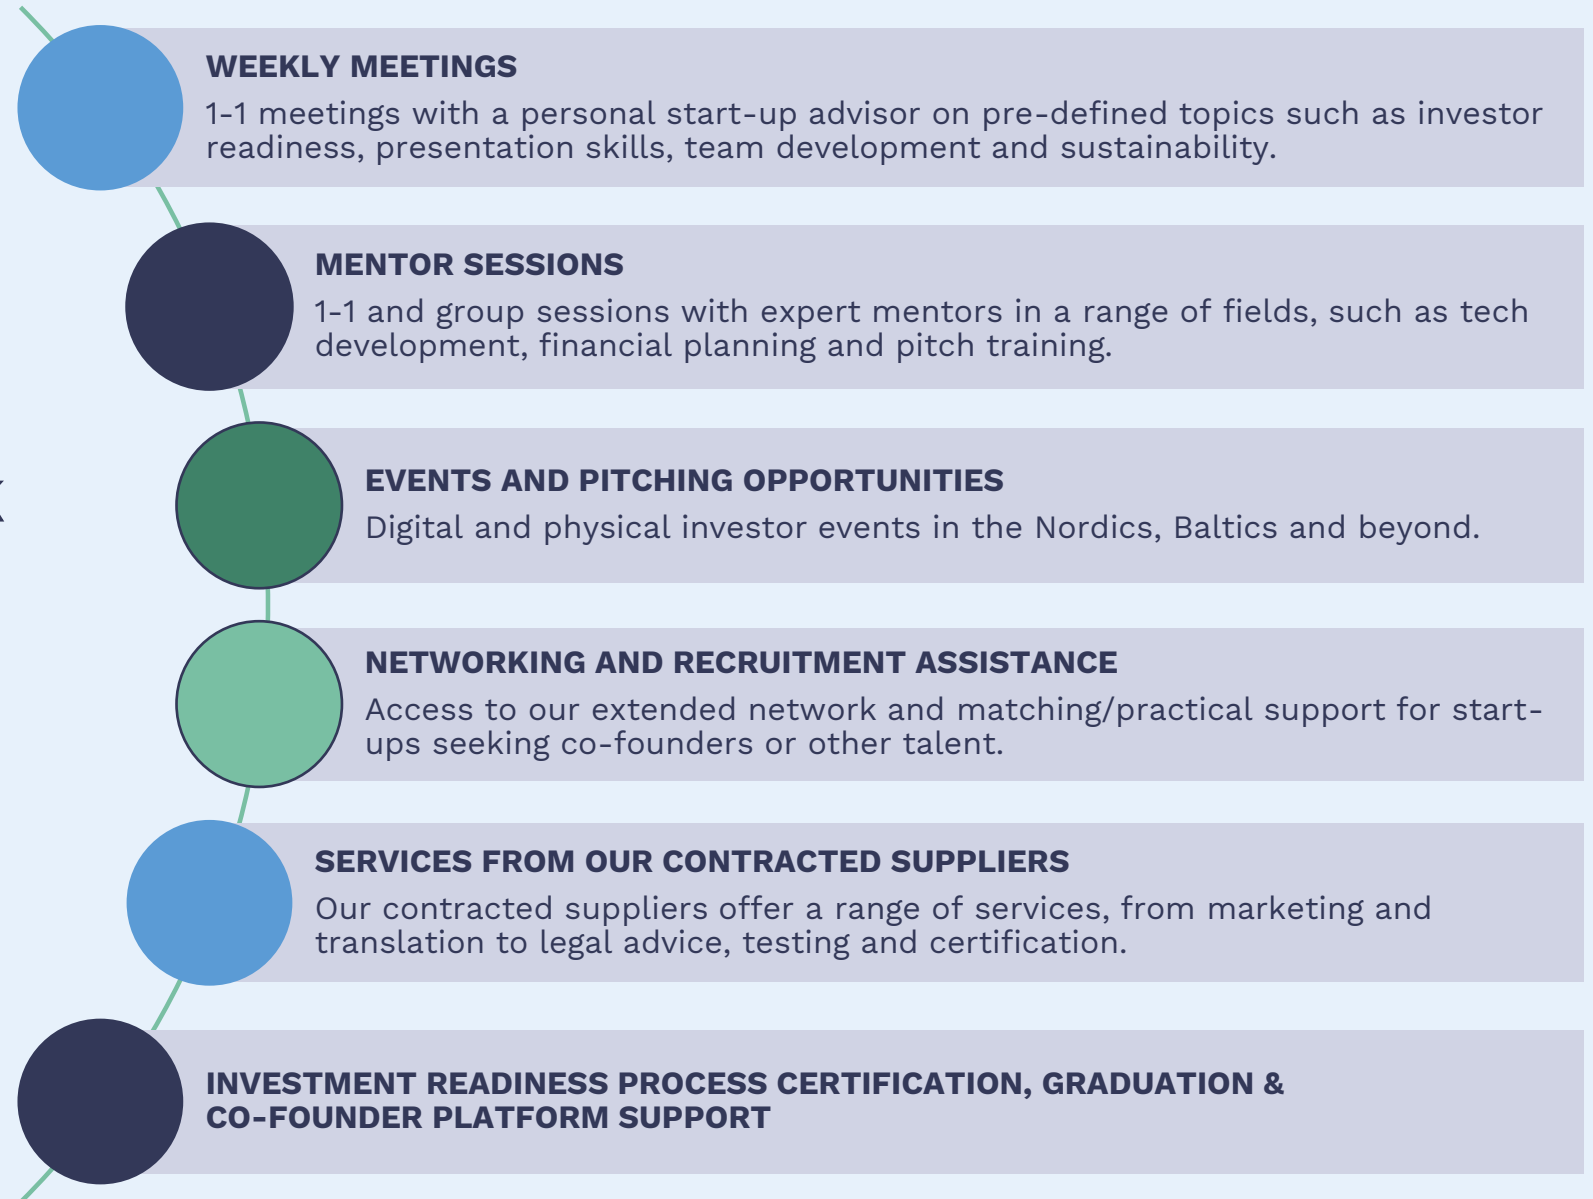 WEEKLY MEETINGS
1-1 meetings with a personal start-up advisor on pre-defined topics such as investor
readiness, presentation skills, team development and sustainability.
MENTOR SESSIONS
1-1 and group sessions with expert mentors in a range of fields, such as tech
development, financial planning and pitch training.
EVENTS AND PITCHING OPPORTUNITIES
Digital and physical investor events in the Nordics, Baltics and beyond.
NETWORKING AND RECRUITMENT ASSISTANCE
Access to our extended network and matching/practical support for start-
ups seeking co-founders or other talent.
SERVICES FROM OUR CONTRACTED SUPPLIERS
Our contracted suppliers offer a range of services, from marketing and
translation to legal advice, testing and certification.
INVESTMENT READINESS PROCESS CERTIFICATION, GRADUATION &
CO-FOUNDER PLATFORM SUPPORT